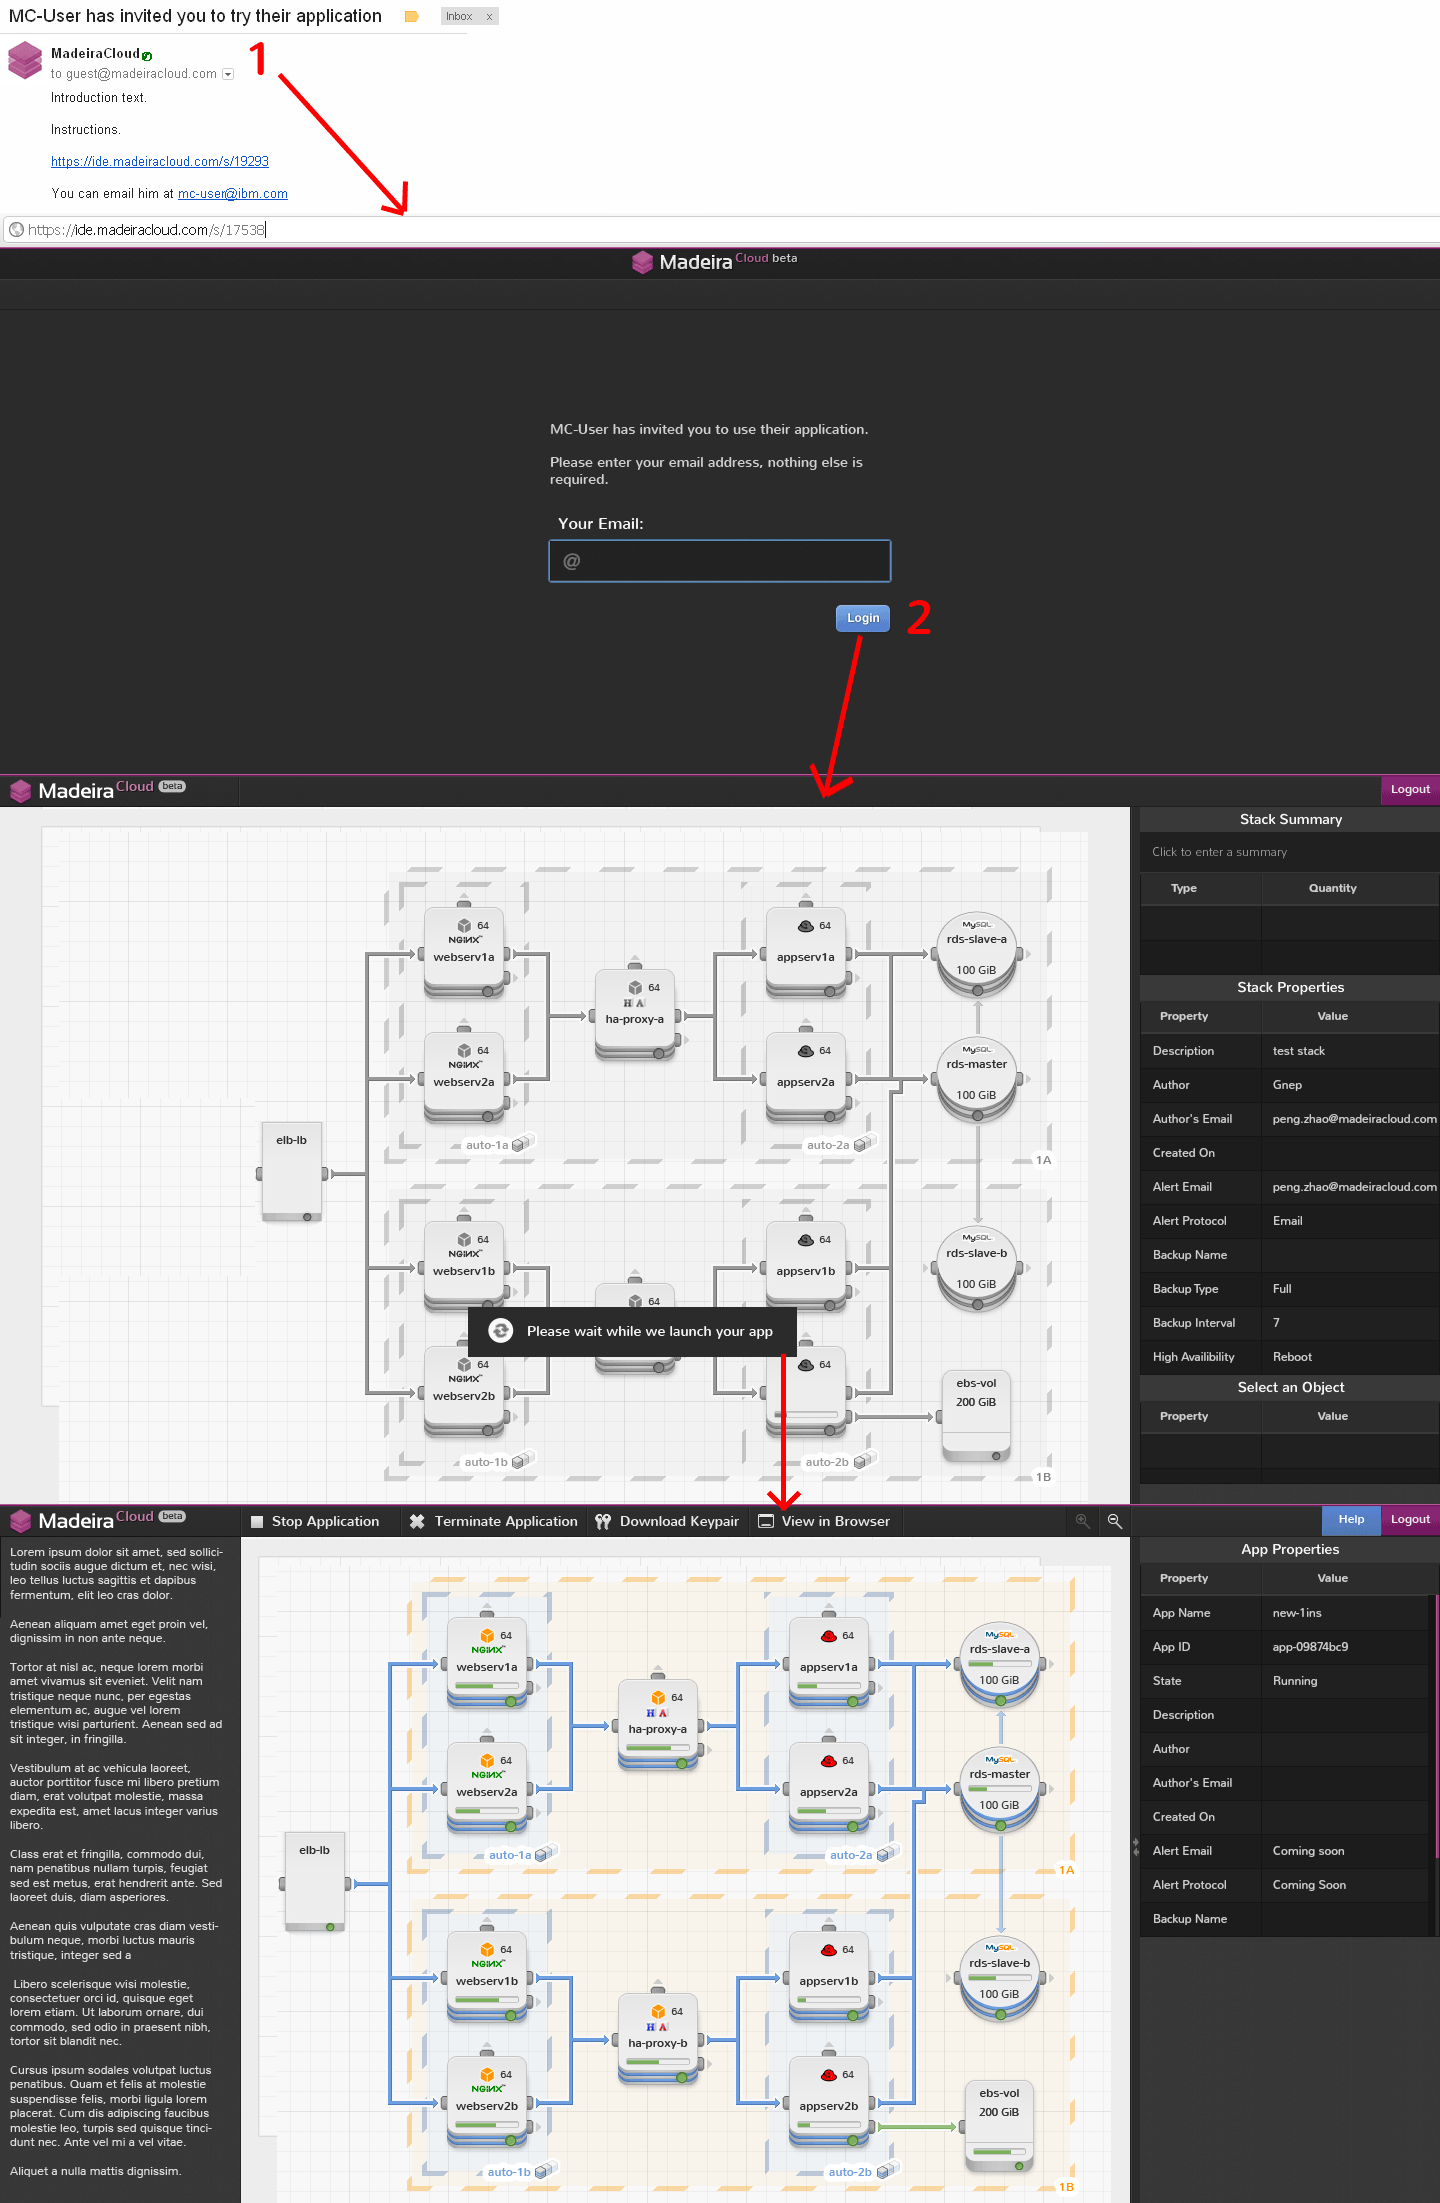 MC-User has invited you to try their application
Inbox x
MadeiraCloud
to guest@madeiracloud.com
1
Introduction text.
Instructions.
https://ide.madeiracloud.com/s/19293
You can email him at mc-user@ibm.com
https://ide.madeiracloud.com/s/17538
Madeira Cloud beta
MC-User has invited you to use their application.
Please enter your email address, nothing else is
required.
Your Email:
@
Login
2
Madeira Cloud beta
Logout
64
NGINX
webserv1a
64
NGINX
webserv2a
auto-1a
64
HA
ha-proxy-a
64
appserv1a
64
appserv2a
auto-2a
MySQL
rds-slave-a
100 GiB
MySQL
rds-master
100 GiB
1A
elb-lb
64
NGINX
webserv1b
64
NGINX
webserv2b
auto-1b
64
64
appserv1b
64
auto-2b
MySQL
rds-slave-b
100 GiB
ebs-vol
200 GiB
1B
Please wait while we launch your app
Stack Summary
Click to enter a summary
Type Quantity
Stack Properties
Property Value
Description test stack
Author Gnep
Author's Email peng.zhao@madeiracloud.com
Created On
Alert Email peng.zhao@madeiracloud.com
Alert Protocol Email
Backup Name
Backup Type Full
Backup Interval 7
High Availibility Reboot
Select an Object
Property Value
Madeira Cloud beta
Stop Application
Terminate Application
Download Keypair
View in Browser
Help
Logout
Lorem ipsum dolor sit amet, sed sollici-
tudin sociis augue dictum et, nec wisi,
leo tellus luctus sagittis et dapibus
fermentum, elit leo cras dolor.
Aenean aliquam amet eget proin vel,
dignissim in non ante neque.
Tortor at nisl ac, neque lorem morbi
amet vivamus sit eveniet. Velit nam
tristique neque nunc, per egestas
elementum ac, augue vel lorem
tristique wisi parturient. Aenean sed ad
sit integer, in fringilla.
Vestibulum at ac vehicula laoreet,
auctor porttitor fusce mi libero pretium
diam, erat volutpat molestie, massa
expedita est, amet lacus integer varius
libero.
Class erat et fringilla, commodo dui,
nam penatibus nullam turpis, feugiat
sed est metus, erat hendrerit ante. Sed
laoreet duis, diam asperiores.
Aenean quis vulputate cras diam vesti-
bulum neque, morbi luctus mauris
tristique, integer sed a
Libero scelerisque wisi molestie,
consectetuer orci id, quisque eget
lorem etiam. Ut laborum ornare, dui
commodo, sed odio in praesent nibh,
tortor sit blandit nec.
Cursus ipsum sodales volutpat luctus
penatibus. Quam et felis at molestie
suspendisse felis, morbi ligula lorem
placerat. Cum dis adipiscing faucibus
molestie leo, turpis sed quisque tinci-
dunt nec. Ante vel mi a vel vitae.
Aliquet a nulla mattis dignissim.
64
NGINX
webserv1a
64
NGINX
webserv2a
auto-1a
64
HA
ha-proxy-a
64
appserv1a
64
appserv2a
auto-2a
MySQL
rds-slave-a
100 GiB
MySQL
rds-master
100 GiB
1A
elb-lb
64
NGINX
webserv1b
64
NGINX
webserv2b
auto-1b
64
HA
ha-proxy-b
64
appserv1b
64
appserv2b
auto-2b
MySQL
rds-slave-b
100 GiB
ebs-vol
200 GiB
1B
App Properties
Property Value
App Name new-1ins
App ID app-09874bc9
State Running
Description
Author
Author's Email
Created On
Alert Email Coming soon
Alert Protocol Coming Soon
Backup Name